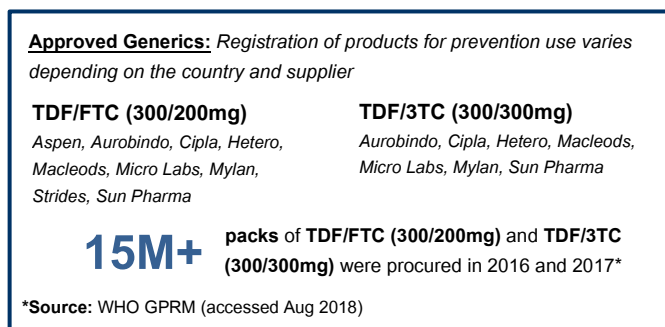 Approved Generics: Registration of products for prevention use varies
depending on the country and supplier
TDF/FTC (300/200mg)
Aspen, Aurobindo, Cipla, Hetero,
Macleods, Micro Labs, Mylan,
Strides, Sun Pharma
TDF/3TC (300/300mg)
Aurobindo, Cipla, Hetero, Macleods,
Micro Labs, Mylan, Sun Pharma
15M+
packs of TDF/FTC (300/200mg) and TDF/3TC
(300/300mg) were procured in 2016 and 2017*
*Source: WHO GPRM (accessed Aug 2018)